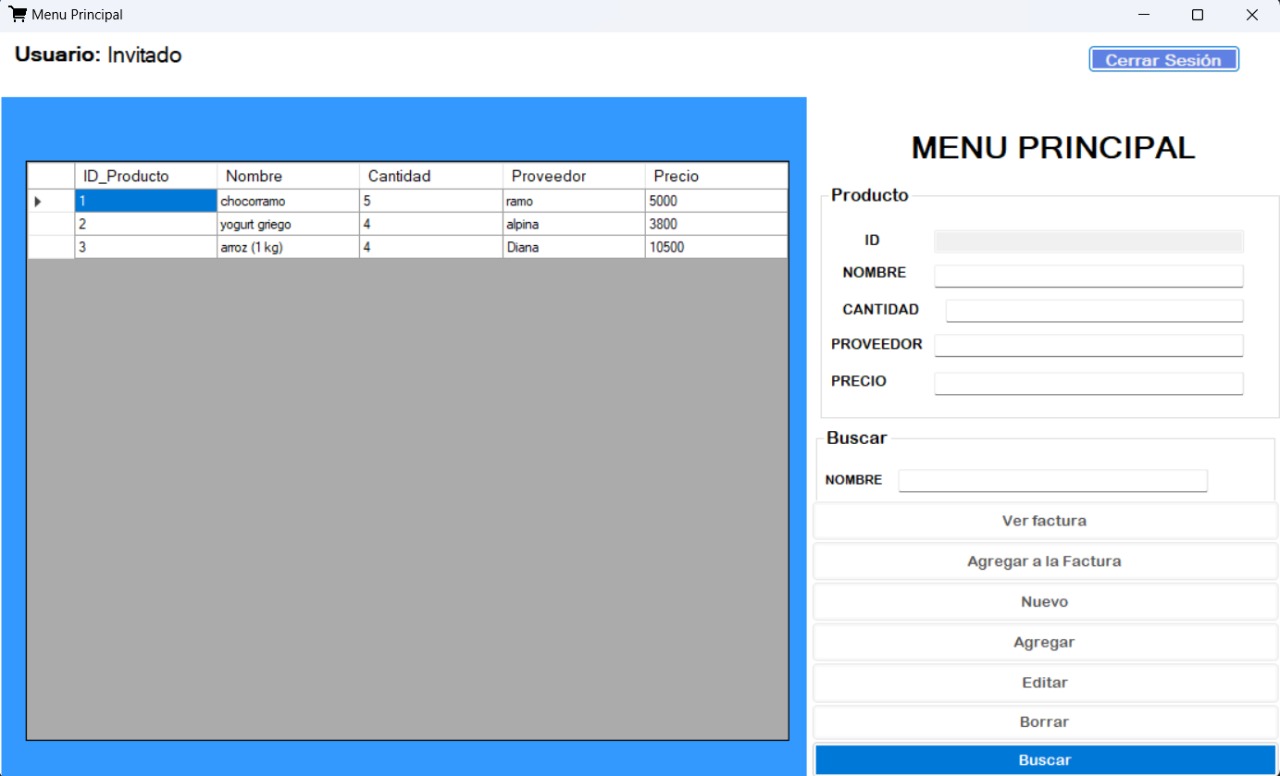 Menu Principal
Usuario: Invitado
Cerrar Sesión
ID_Producto Nombre Cantidad Proveedor Precio
1 chocorramo 5 ramo 5000
2 yogurt griego 4 alpina 3800
3 arroz (1 kg) 4 Diana 10500
MENU PRINCIPAL
Producto
ID
NOMBRE
CANTIDAD
PROVEEDOR
PRECIO
Buscar
NOMBRE
Ver factura
Agregar a la Factura
Nuevo
Agregar
Editar
Borrar
Buscar